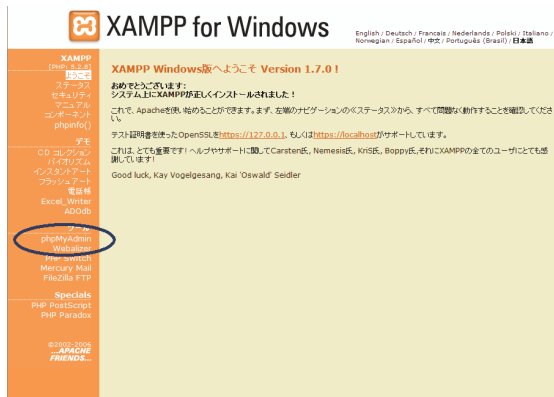 XAMPP for Windows
English / Deutsch / Francais / Nederlands / Polski / Italiano /
Norwegian / Español / 中文 / Português (Brasil) / 日本語
XAMPP
[PHP: 5.2.8]
ようこそ
ステータス
セキュリティ
マニュアル
コンポーネント
phpinfo()
デモ
CD コレクション
バイオリズム
インスタントアート
フラッシュアート
電話帳
Excel_Writer
ADOdb
ツール
phpMyAdmin
Webalizer
PHP Switch
Mercury Mail
FileZilla FTP
Specials
PHP PostScript
PHP Paradox
©2002-2006
...APACHE
FRIENDS...
XAMPP Windows版へようこそ Version 1.7.0 !
おめでとうございます:
システム上にXAMPPが正しくインストールされました！
これで、Apacheを使い始めることができます。まず、左端のナビゲーションの≪ステータス≫から、すべて問題なく動作することを確認してくださ
い。
テスト証明書を使ったOpenSSLをhttps://127.0.0.1、もしくはhttps://localhostがサポートしています。
これは、とても重要です! ヘルプやサポートに関してCarsten氏, Nemesis氏, KriS氏, Boppy氏,それにXAMPPの全てのユーザにとても感
謝しています!
Good luck, Kay Vogelgesang, Kai 'Oswald' Seidler